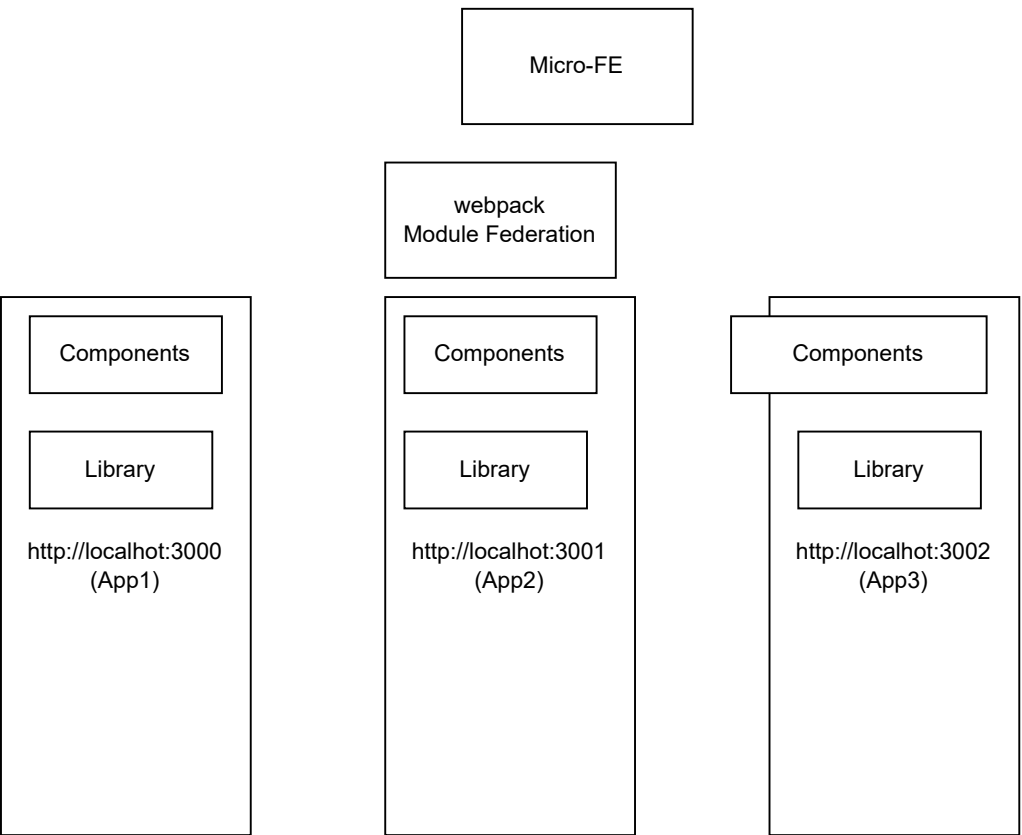 Micro-FE
webpack
Module Federation
Components
Components
Components
Library
Library
Library
http://localhot:3000
(App1)
http://localhot:3001
(App2)
http://localhot:3002
(App3)